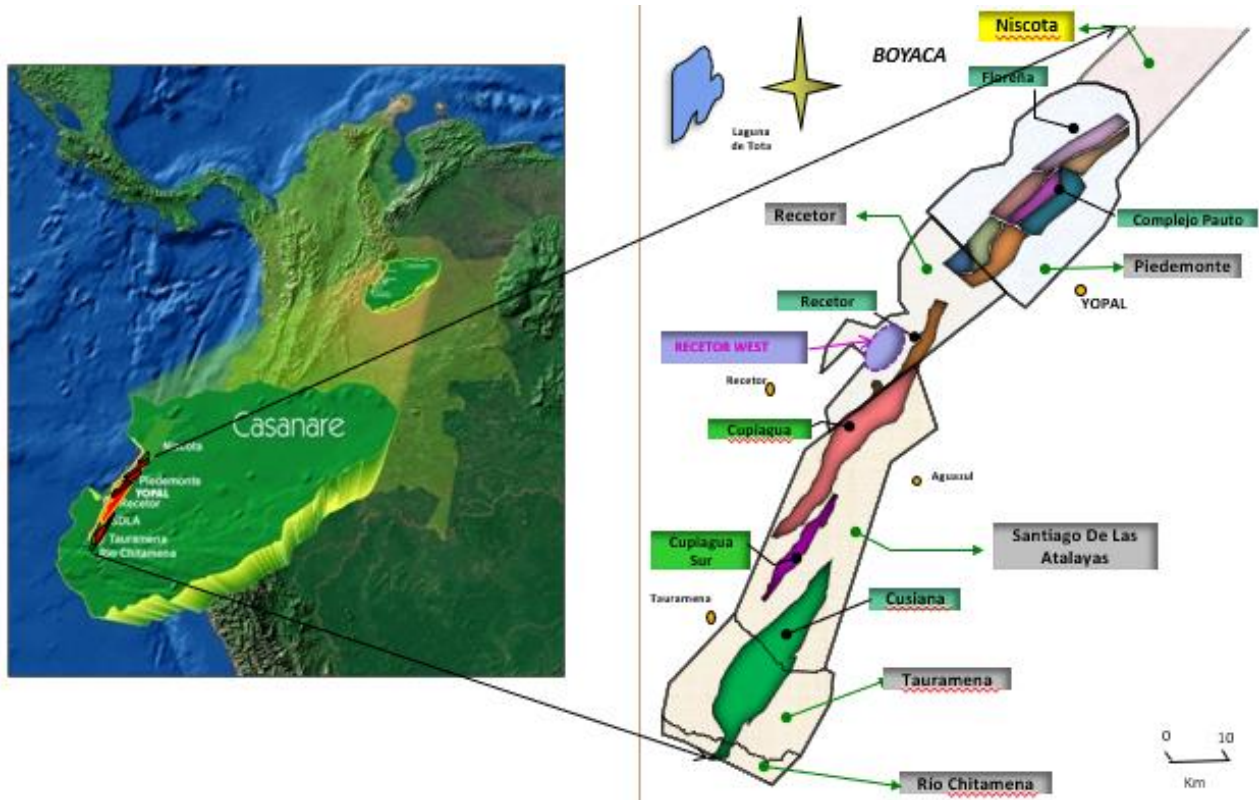 Casanare
Niscota
Piedemonte
YOPAL
Recetor
SDLA
Tauramena
Río Chitamena
Niscota
BOYACA
Floreña
Laguna
de Tota
Recetor
Complejo Pauto
Piedemonte
YOPAL
Recetor
RECETOR WEST
Recetor
Cupiagua
Aguazul
Cupiagua
Sur
Santiago De Las
Atalayas
Tauramena
Cusiana
Tauramena
0 10
Km
Río Chitamena